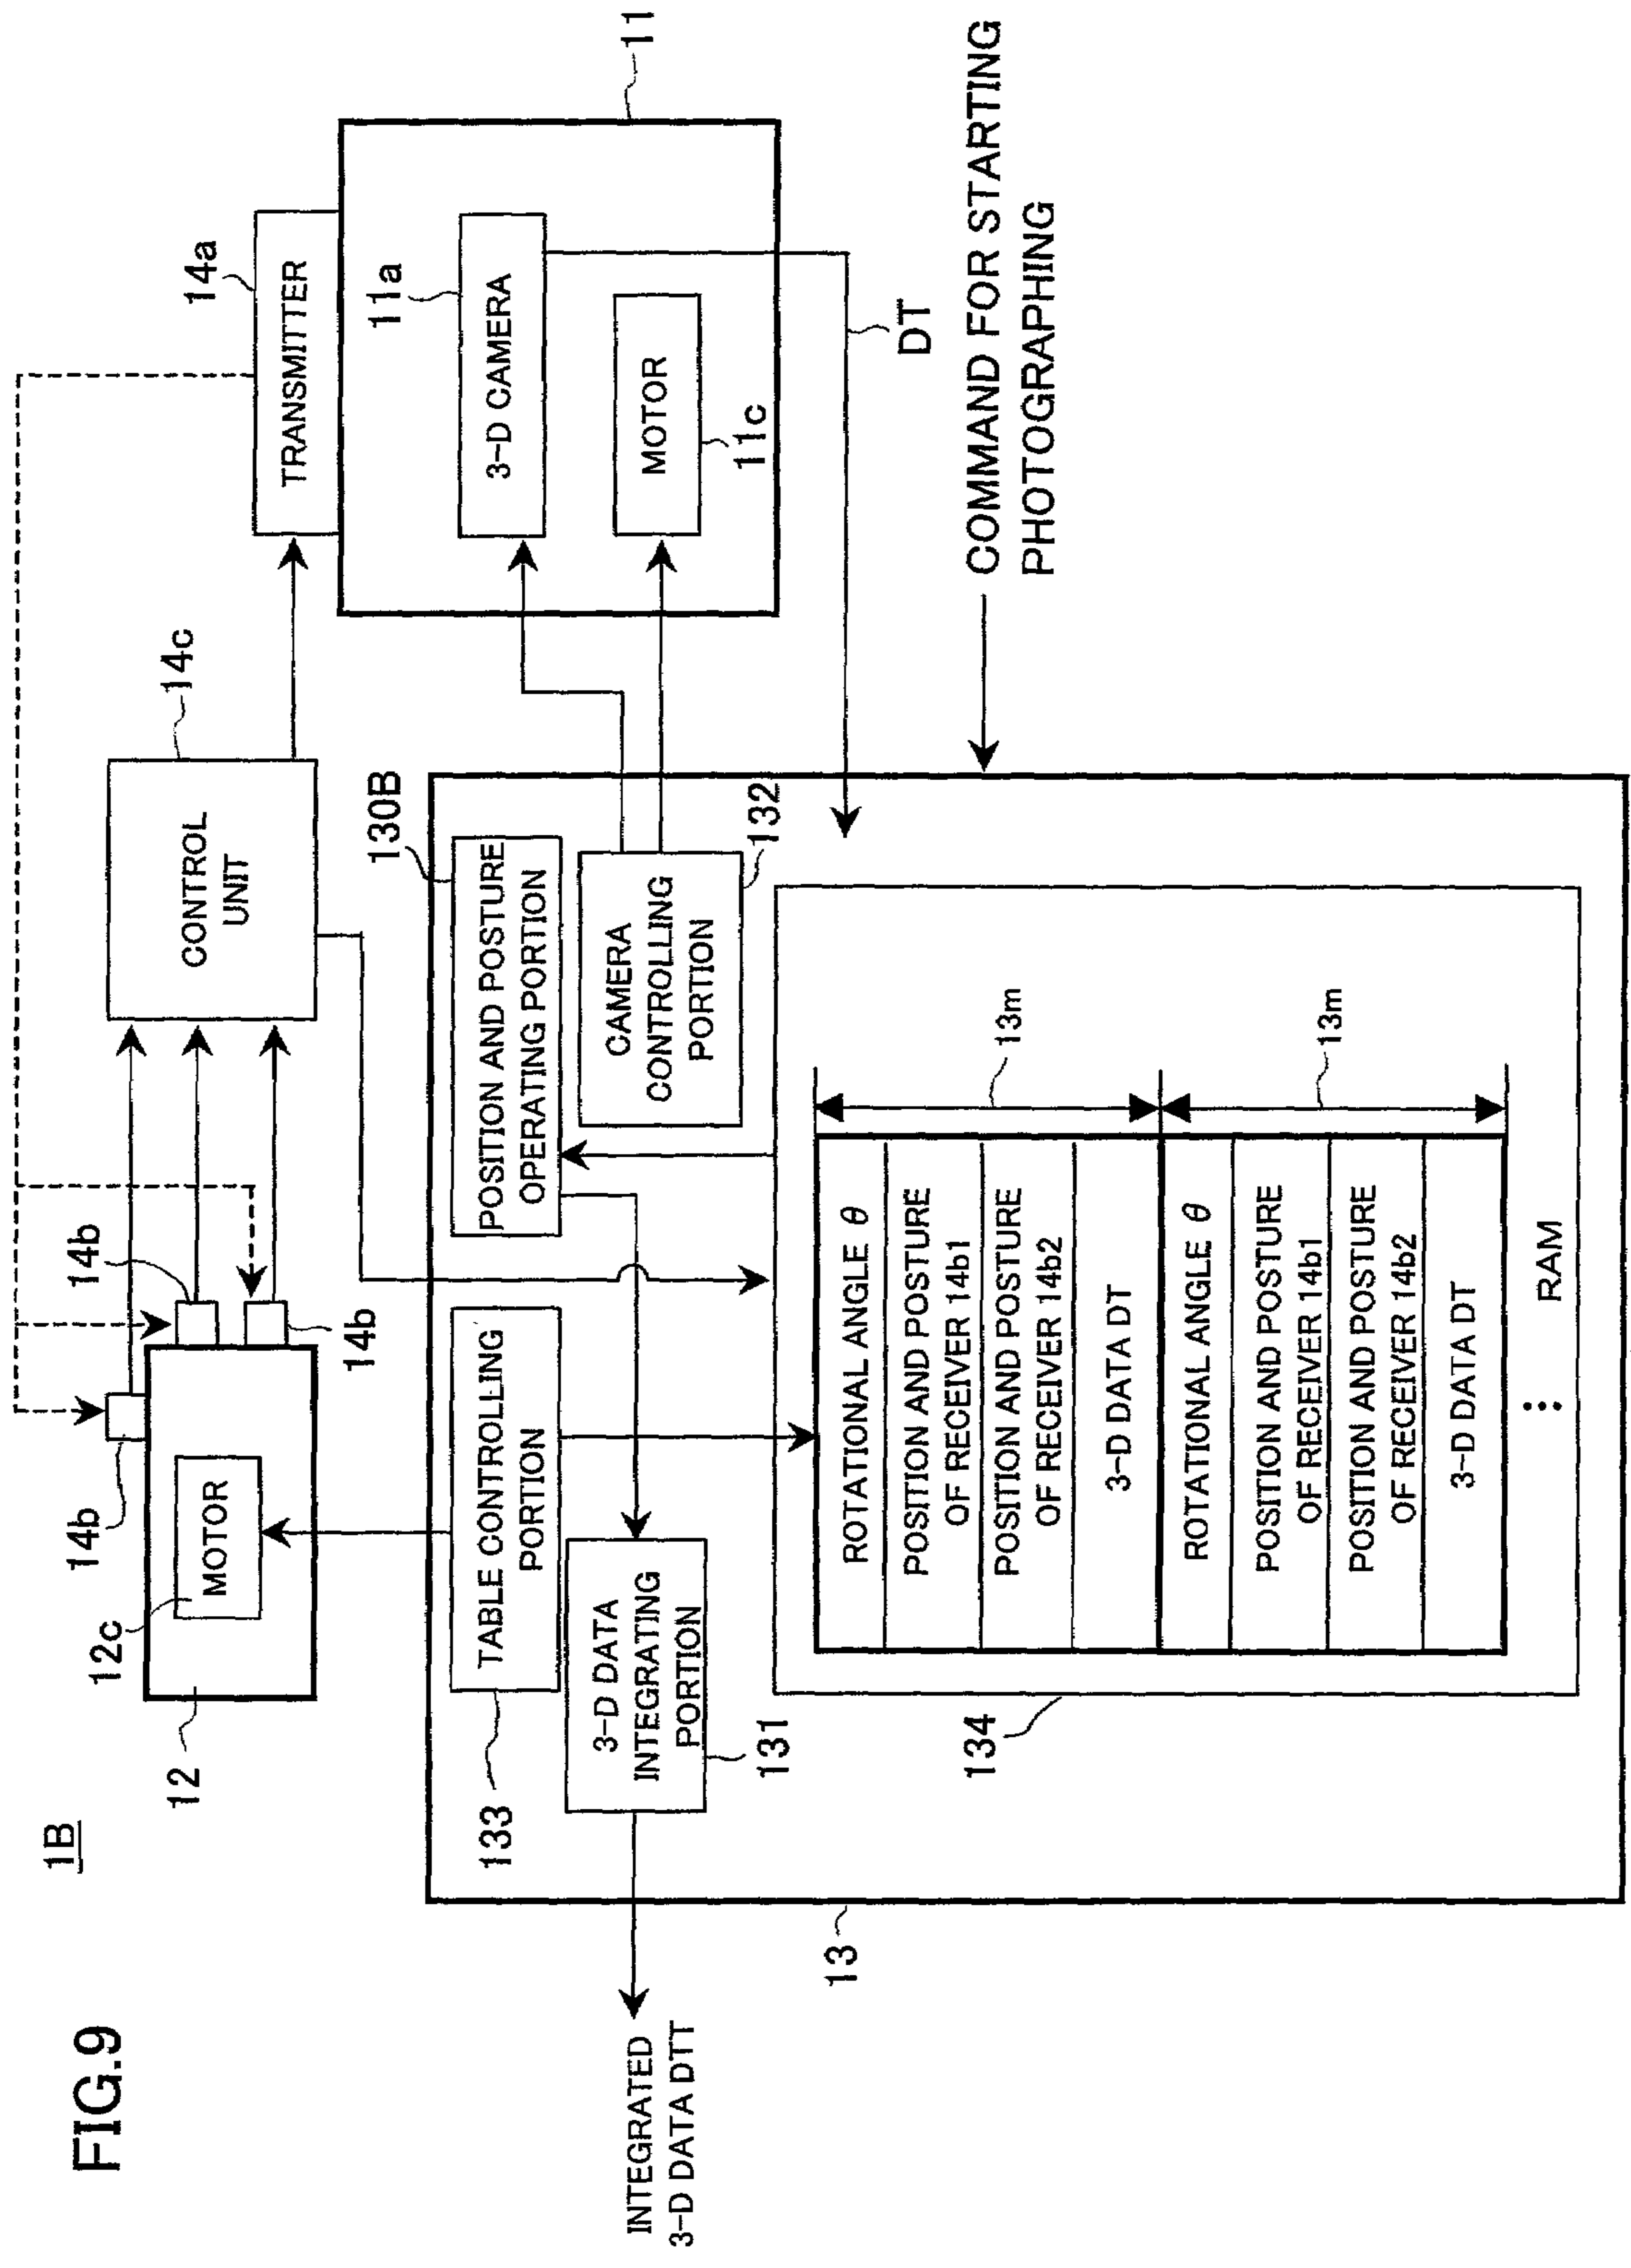 FIG.9
1B
12
12c
MOTOR
14b
14b
14b
14c
CONTROL
UNIT
14a
TRANSMITTER
11
11a
3-D CAMERA
MOTOR
11c
DT
COMMAND FOR STARTING
PHOTOGRAPHING
133
TABLE CONTROLLING
PORTION
130B
POSITION AND POSTURE
OPERATING PORTION
CAMERA
CONTROLLING
PORTION
132
3-D DATA
INTEGRATING
PORTION
131
INTEGRATED
3-D DATA DTT
13
134
ROTATIONAL ANGLE θ
POSITION AND POSTURE
OF RECEIVER 14b1
POSITION AND POSTURE
OF RECEIVER 14b2
3-D DATA DT
13m
ROTATIONAL ANGLE θ
POSITION AND POSTURE
OF RECEIVER 14b1
POSITION AND POSTURE
OF RECEIVER 14b2
3-D DATA DT
13m
⋮
RAM